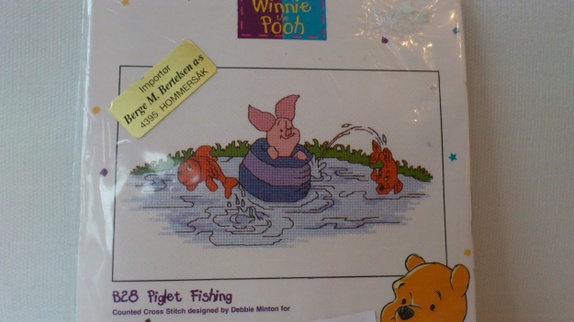 Winnie
the
Pooh
Importør
Berge M. Bertelsen a·s
4395 HOMMERSÅK
B28 Piglet Fishing
Counted Cross Stitch designed by Debbie Minton for